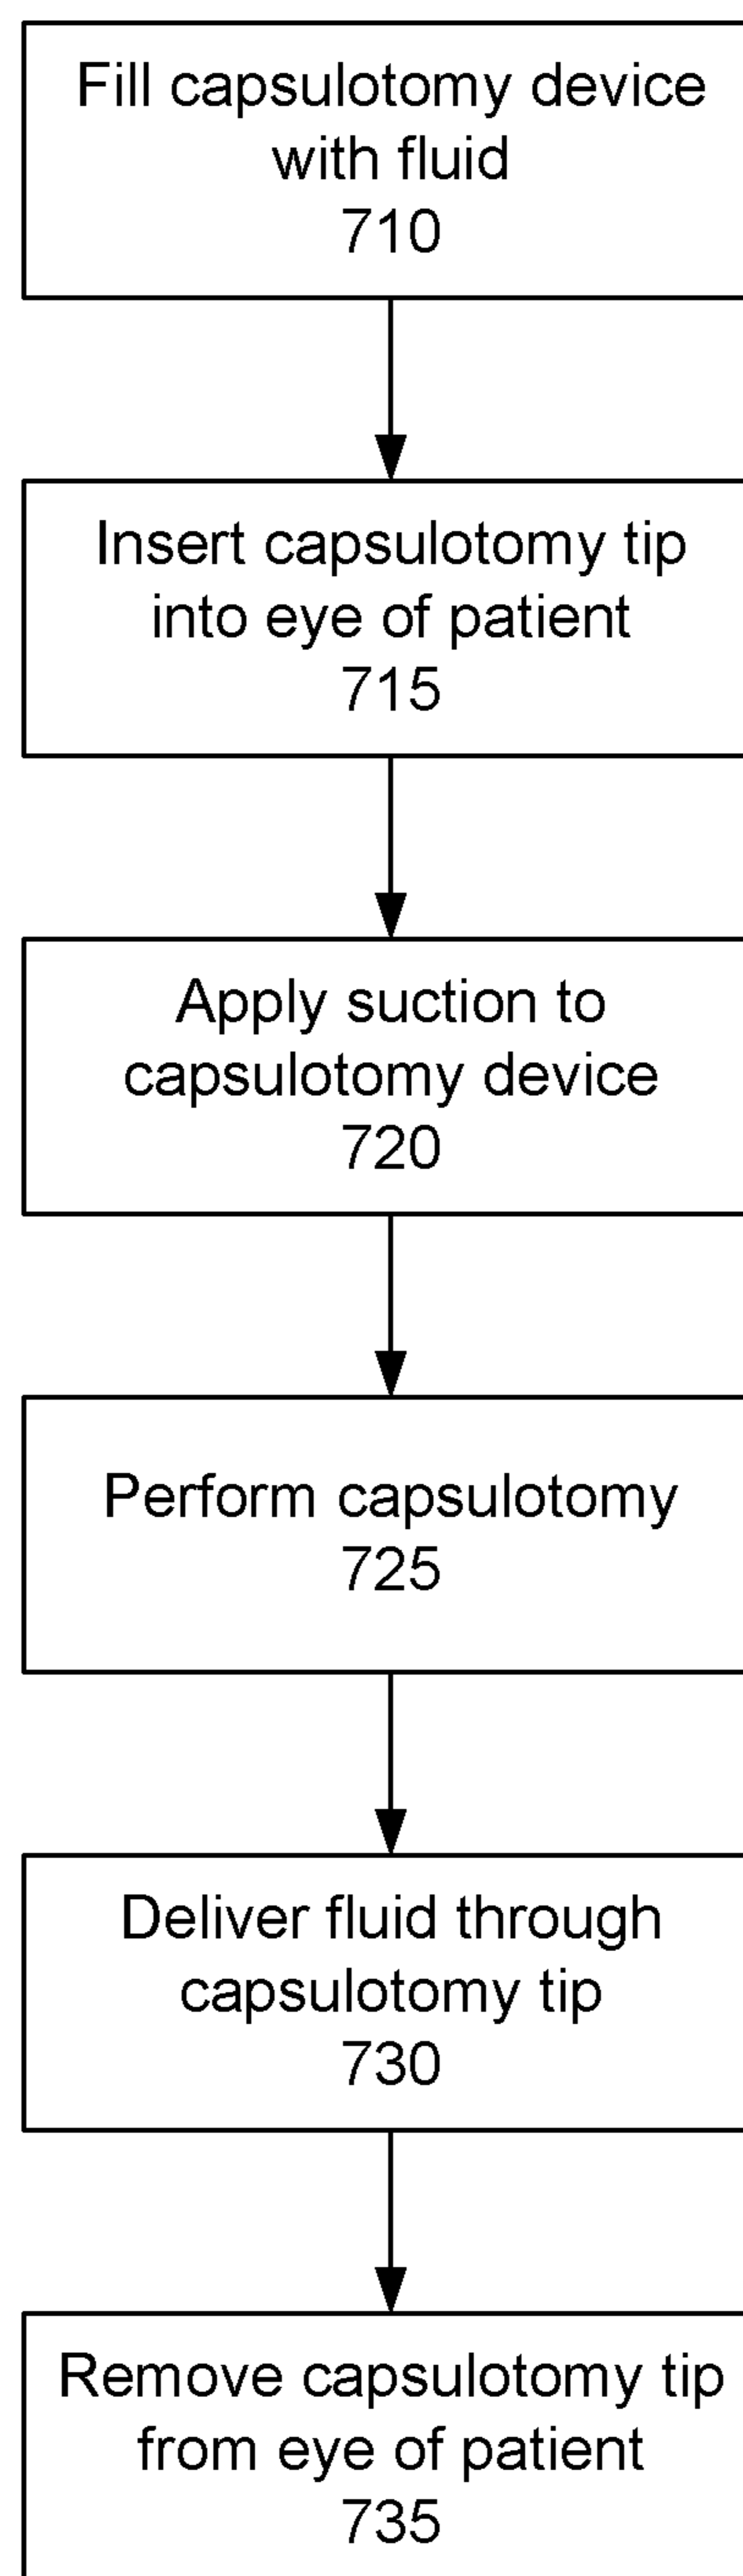 Fill capsulotomy device
with fluid
710
Insert capsulotomy tip
into eye of patient
715
Apply suction to
capsulotomy device
720
Perform capsulotomy
725
Deliver fluid through
capsulotomy tip
730
Remove capsulotomy tip
from eye of patient
735